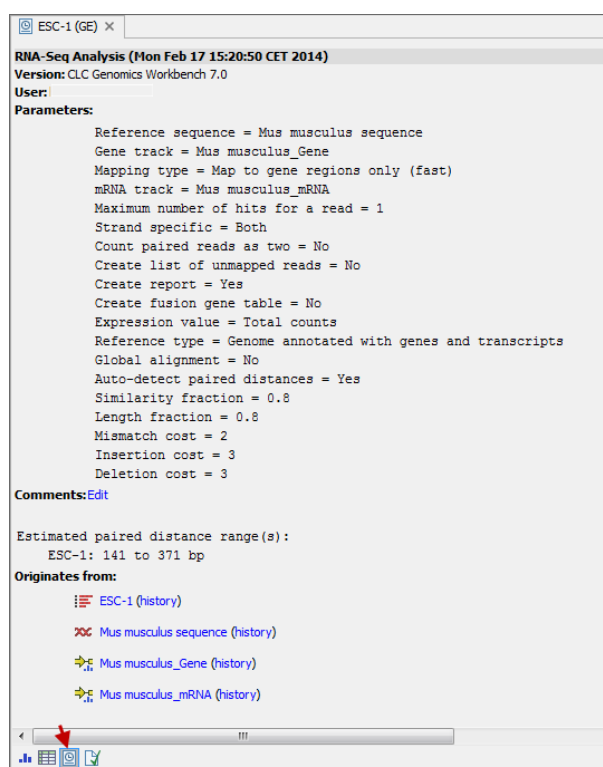 ESC-1 (GE)
RNA-Seq Analysis (Mon Feb 17 15:20:50 CET 2014)
Version: CLC Genomics Workbench 7.0
User:
Parameters:
Reference sequence = Mus musculus sequence
Gene track = Mus musculus_Gene
Mapping type = Map to gene regions only (fast)
mRNA track = Mus musculus_mRNA
Maximum number of hits for a read = 1
Strand specific = Both
Count paired reads as two = No
Create list of unmapped reads = No
Create report = Yes
Create fusion gene table = No
Expression value = Total counts
Reference type = Genome annotated with genes and transcripts
Global alignment = No
Auto-detect paired distances = Yes
Similarity fraction = 0.8
Length fraction = 0.8
Mismatch cost = 2
Insertion cost = 3
Deletion cost = 3
Comments:Edit
Estimated paired distance range(s):
ESC-1: 141 to 371 bp
Originates from:
ESC-1 (history)
Mus musculus sequence (history)
Mus musculus_Gene (history)
Mus musculus_mRNA (history)